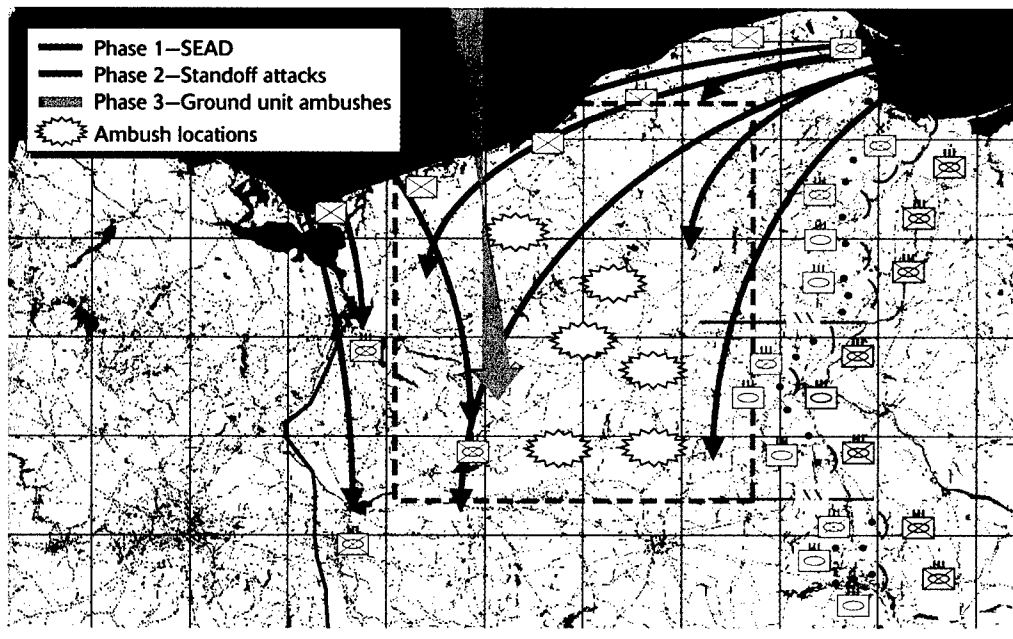 Phase 1—SEAD
Phase 2—Standoff attacks
Phase 3—Ground unit ambushes
Ambush locations